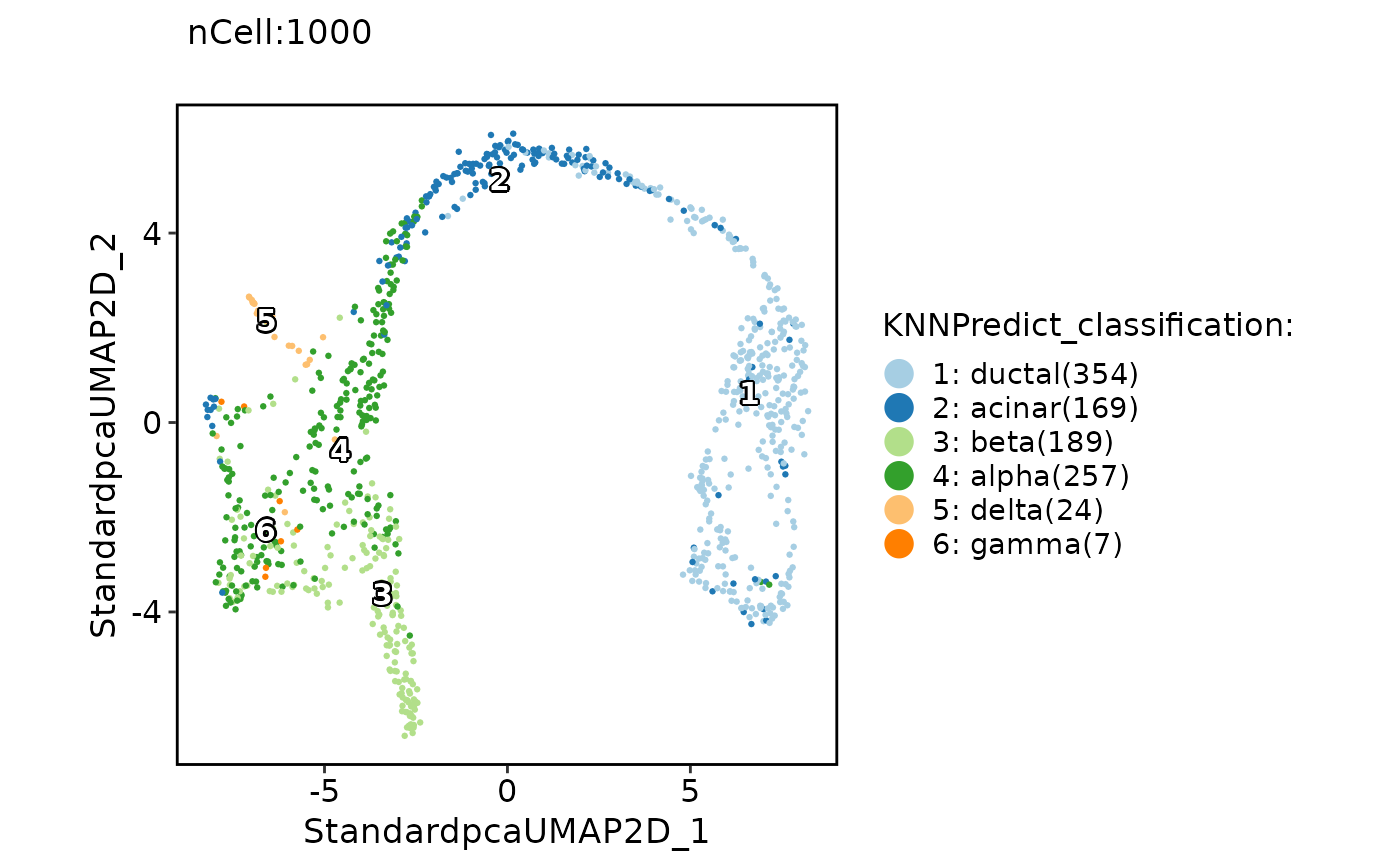 nCell:1000
StandardpcaUMAP2D_2
4
0
-4
2
5
1
4
6
3
-5
0
5
StandardpcaUMAP2D_1
KNNPredict_classification:
1: ductal(354)
2: acinar(169)
3: beta(189)
4: alpha(257)
5: delta(24)
6: gamma(7)